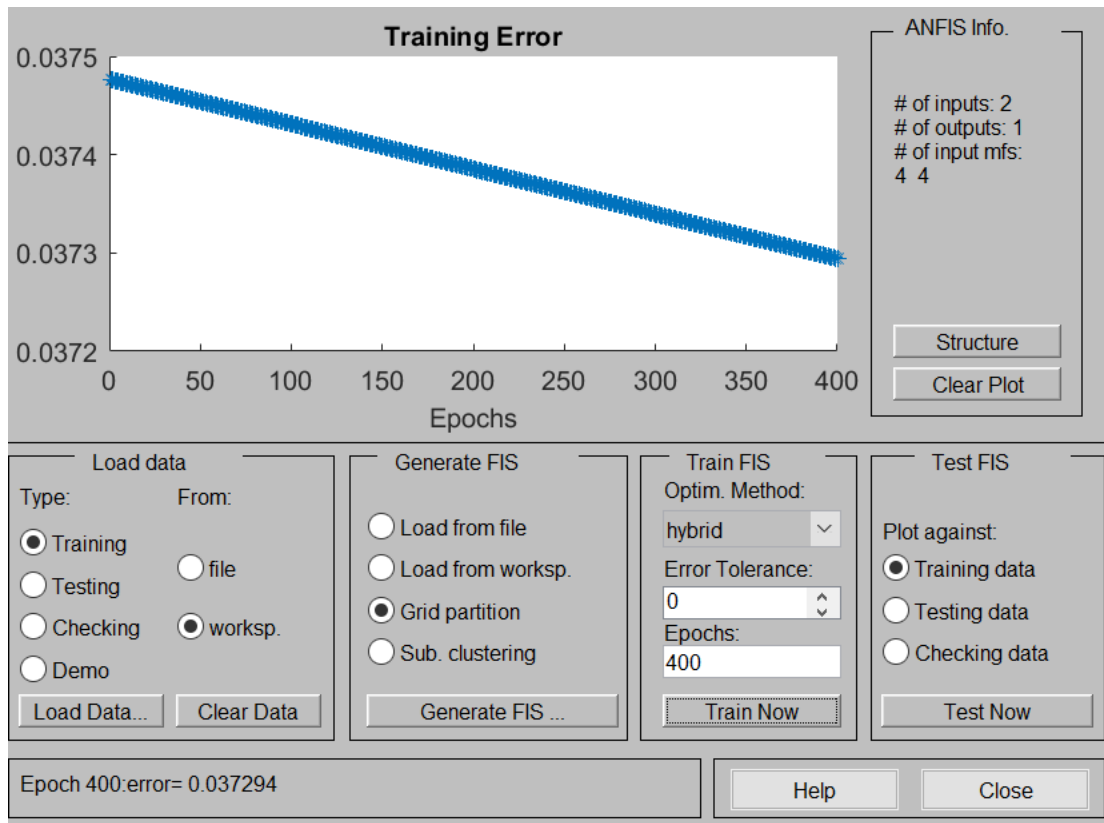 Training Error
0.0375
0.0374
0.0373
0.0372
0 50 100 150 200 250 300 350 400
Epochs
ANFIS Info.
# of inputs: 2
# of outputs: 1
# of input mfs:
4 4
Structure
Clear Plot
Load data
Type: From:
Training
Testing
Checking
Demo
file
worksp.
Load Data... Clear Data
Generate FIS
Load from file
Load from worksp.
Grid partition
Sub. clustering
Generate FIS ...
Train FIS
Optim. Method:
hybrid
Error Tolerance:
0
Epochs:
400
Train Now
Test FIS
Plot against:
Training data
Testing data
Checking data
Test Now
Epoch 400:error= 0.037294
Help Close